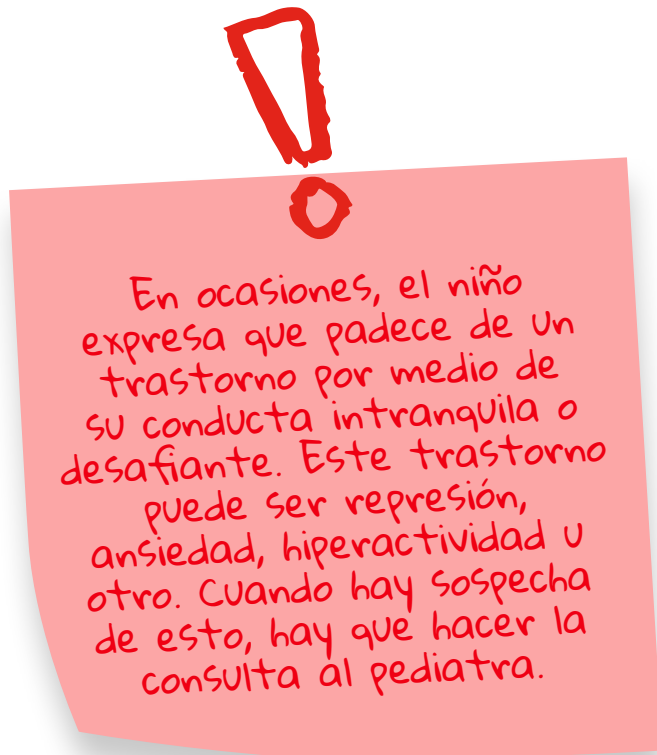 En ocasiones, el niño
expresa que padece de un
trastorno por medio de
su conducta intranquila o
desafiante. Este trastorno
puede ser represión,
ansiedad, hiperactividad u
otro. Cuando hay sospecha
de esto, hay que hacer la
consulta al pediatra.